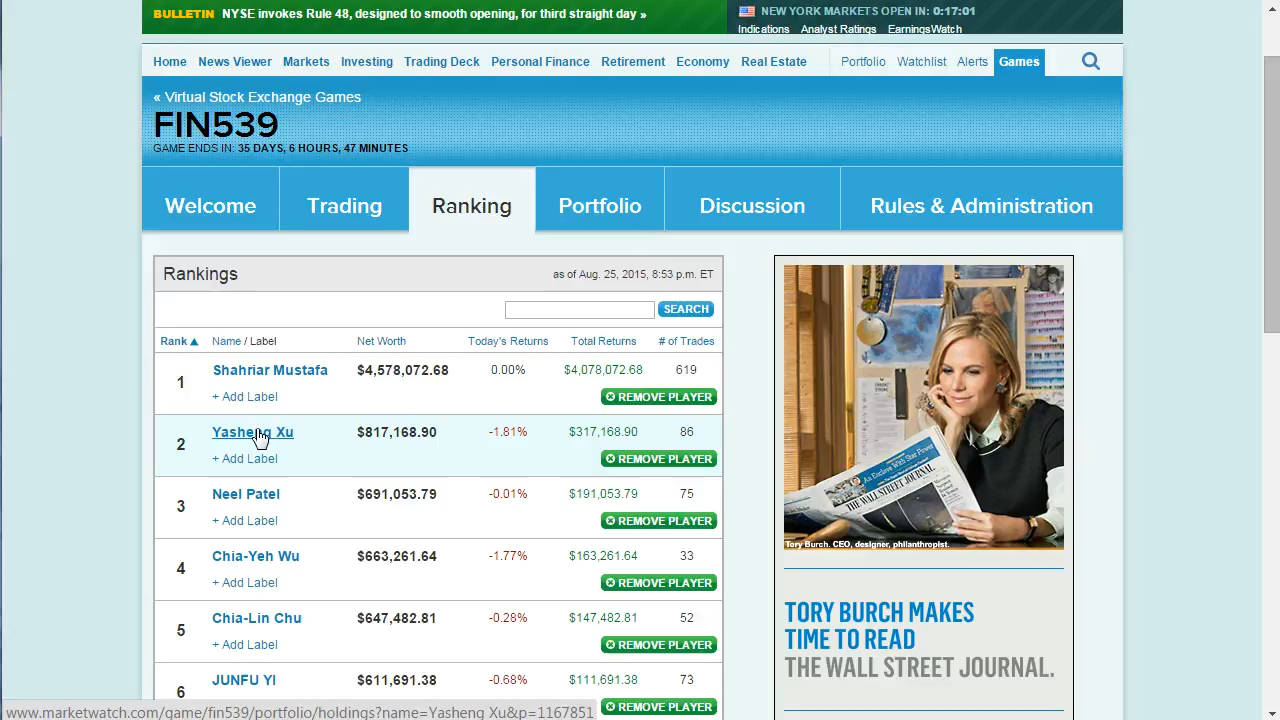 BULLETIN NYSE invokes Rule 48, designed to smooth opening, for third straight day »
NEW YORK MARKETS OPEN IN: 0:17:01
Indications Analyst Ratings EarningsWatch
Home News Viewer Markets Investing Trading Deck Personal Finance Retirement Economy Real Estate Portfolio Watchlist Alerts Games
« Virtual Stock Exchange Games
FIN539
GAME ENDS IN: 35 DAYS, 6 HOURS, 47 MINUTES
Welcome Trading Ranking Portfolio Discussion Rules & Administration
Rankings as of Aug. 25, 2015, 8:53 p.m. ET
SEARCH
Rank Name / Label Net Worth Today's Returns Total Returns # of Trades
1 Shahriar Mustafa $4,578,072.68 0.00% $4,078,072.68 619
+ Add Label REMOVE PLAYER
2 Yasheng Xu $817,168.90 -1.81% $317,168.90 86
+ Add Label REMOVE PLAYER
3 Neel Patel $691,053.79 -0.01% $191,053.79 75
+ Add Label REMOVE PLAYER
4 Chia-Yeh Wu $663,261.64 -1.77% $163,261.64 33
+ Add Label REMOVE PLAYER
5 Chia-Lin Chu $647,482.81 -0.28% $147,482.81 52
+ Add Label REMOVE PLAYER
6 JUNFU YI $611,691.38 -0.68% $111,691.38 73
REMOVE PLAYER
www.marketwatch.com/game/fin539/portfolio/holdings?name=Yasheng Xu&p=1167851
An Exclave With Star Power
THE WALL STREET JOURNAL.
Tory Burch. CEO, designer, philanthropist.
TORY BURCH MAKES
TIME TO READ
THE WALL STREET JOURNAL.